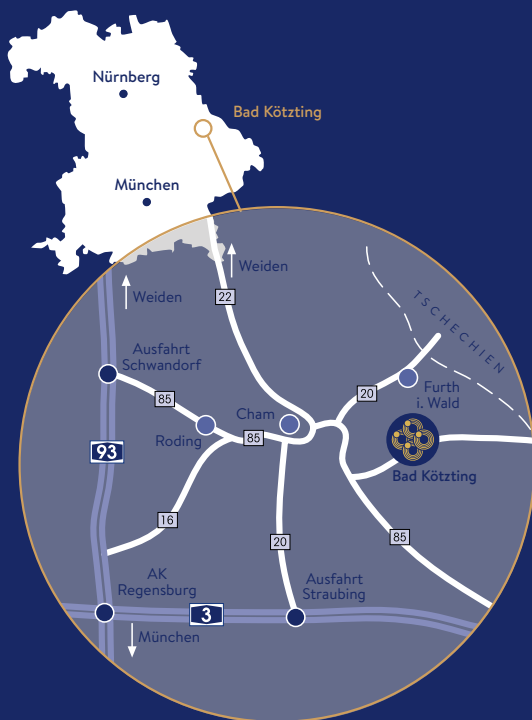 Nürnberg
Bad Kötzting
München
Weiden
Weiden
22
TSCHECHIEN
Ausfahrt
Schwandorf
85
20
Furth
i. Wald
Cham
Roding
85
93
Bad Kötzting
16
20
85
AK
Regensburg
Ausfahrt
Straubing
3
München